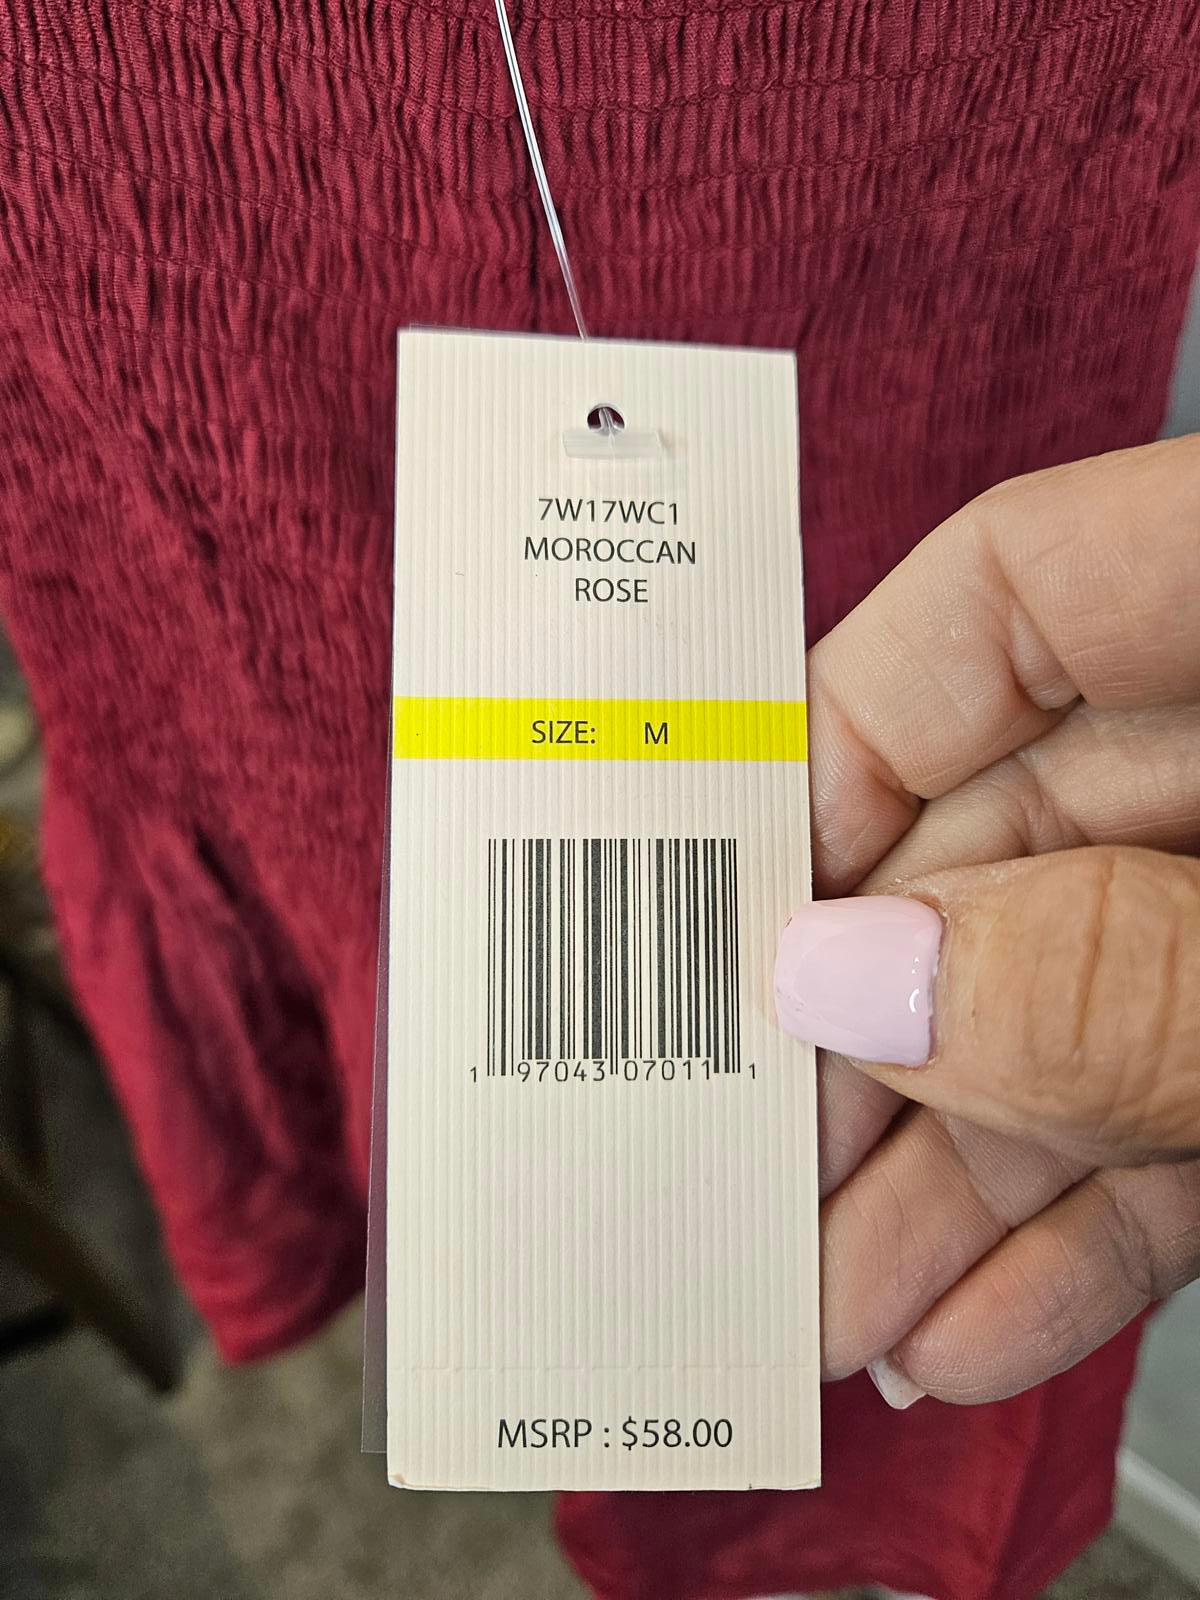 7W17WC1
MOROCCAN
ROSE
SIZE: M
1 97043 07011 1
MSRP : $58.00